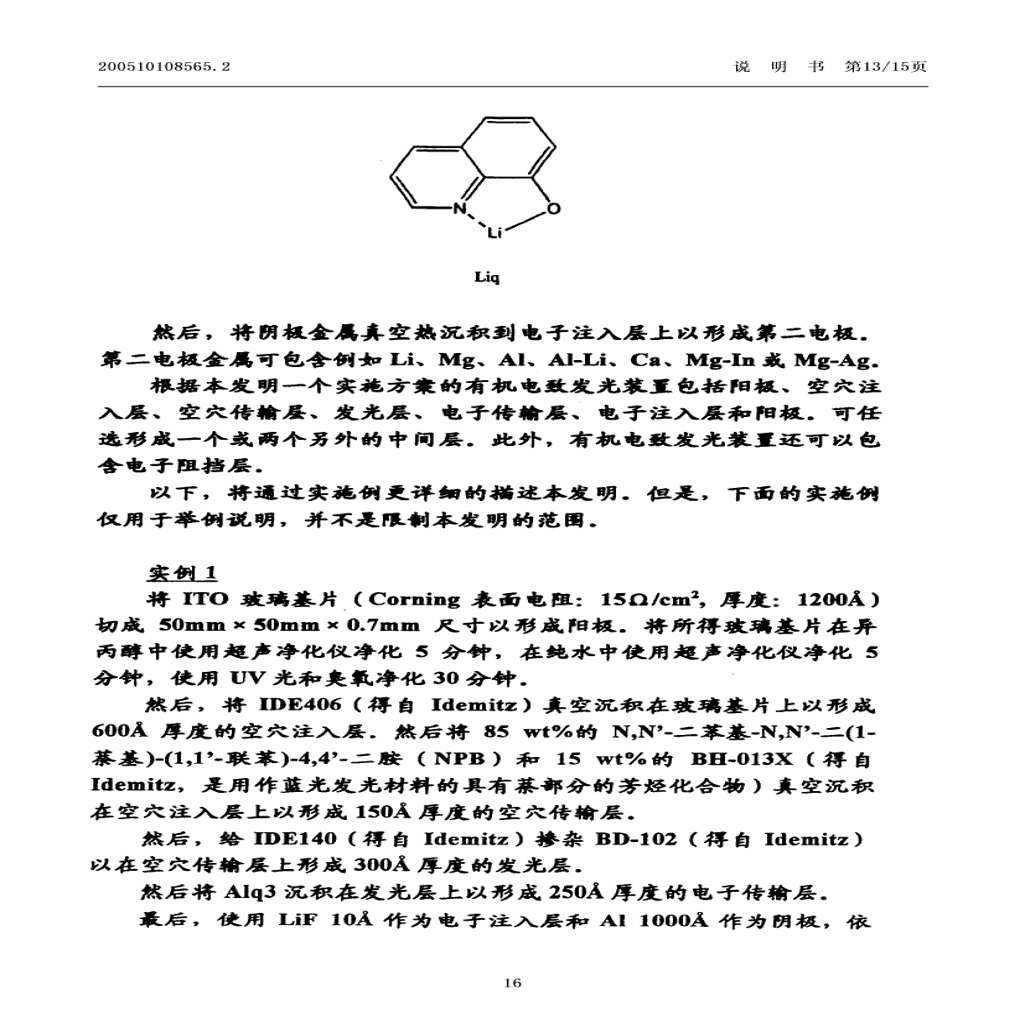 200510108565.2 说 明 书 第13/15页
N
O
Li
Liq
然后，将阴极金属真空热沉积到电子注入层上以形成第二电极。
第二电极金属可包含例如 Li、Mg、Al、Al-Li、Ca、Mg-In 或 Mg-Ag。
根据本发明一个实施方案的有机电致发光装置包括阳极、空穴注
入层、空穴传输层、发光层、电子传输层、电子注入层和阳极。可任
选形成一个或两个另外的中间层。此外，有机电致发光装置还可以包
含电子阻挡层。
以下，将通过实施例更详细的描述本发明。但是，下面的实施例
仅用于举例说明，并不是限制本发明的范围。
实例 1
将 ITO 玻璃基片（Corning 表面电阻：15Ω/cm², 厚度：1200Å）
切成 50mm × 50mm × 0.7mm 尺寸以形成阳极。将所得玻璃基片在异
丙醇中使用超声净化仪净化 5 分钟，在纯水中使用超声净化仪净化 5
分钟，使用 UV 光和臭氧净化 30 分钟。
然后，将 IDE406（得自 Idemitz）真空沉积在玻璃基片上以形成
600Å 厚度的空穴注入层。然后将 85 wt%的 N,N’-二苯基-N,N’-二(1-
萘基)-(1,1’-联苯)-4,4’-二胺（NPB）和 15 wt%的 BH-013X（得自
Idemitz，是用作蓝光发光材料的具有萘部分的芳烃化合物）真空沉积
在空穴注入层上以形成 150Å 厚度的空穴传输层。
然后，给 IDE140（得自 Idemitz）掺杂 BD-102（得自 Idemitz）
以在空穴传输层上形成 300Å 厚度的发光层。
然后将 Alq3 沉积在发光层上以形成 250Å 厚度的电子传输层。
最后，使用 LiF 10Å 作为电子注入层和 Al 1000Å 作为阴极，依
16